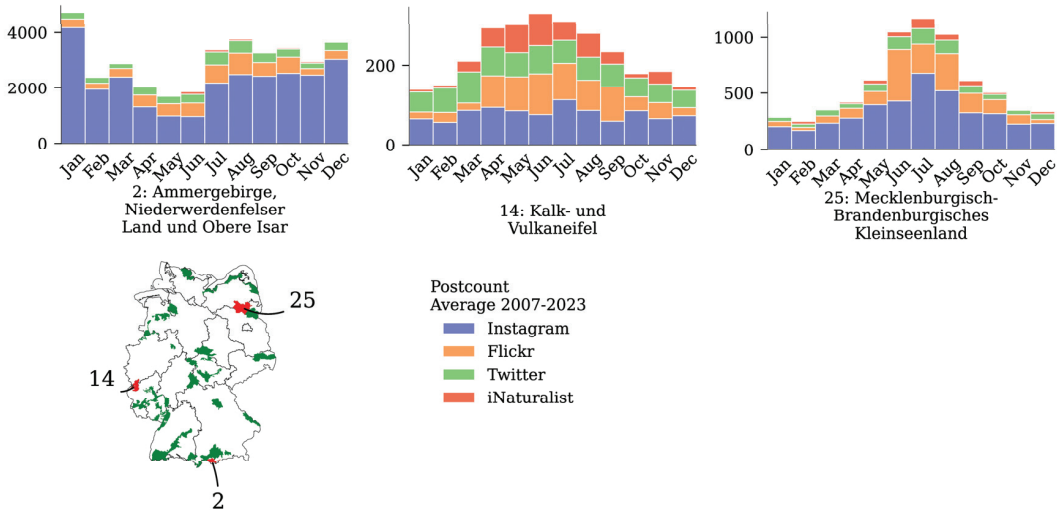 4000
2000
0
Jan
Feb
Mar
Apr
May
Jun
Jul
Aug
Sep
Oct
Nov
Dec
2: Ammergebirge,
Niederwerdenfelser
Land und Obere Isar
200
0
Jan
Feb
Mar
Apr
May
Jun
Jul
Aug
Sep
Oct
Nov
Dec
14: Kalk- und
Vulkaneifel
1000
500
0
Jan
Feb
Mar
Apr
May
Jun
Jul
Aug
Sep
Oct
Nov
Dec
25: Mecklenburgisch-
Brandenburgisches
Kleinseenland
25
14
2
Postcount
Average 2007-2023
Instagram
Flickr
Twitter
iNaturalist